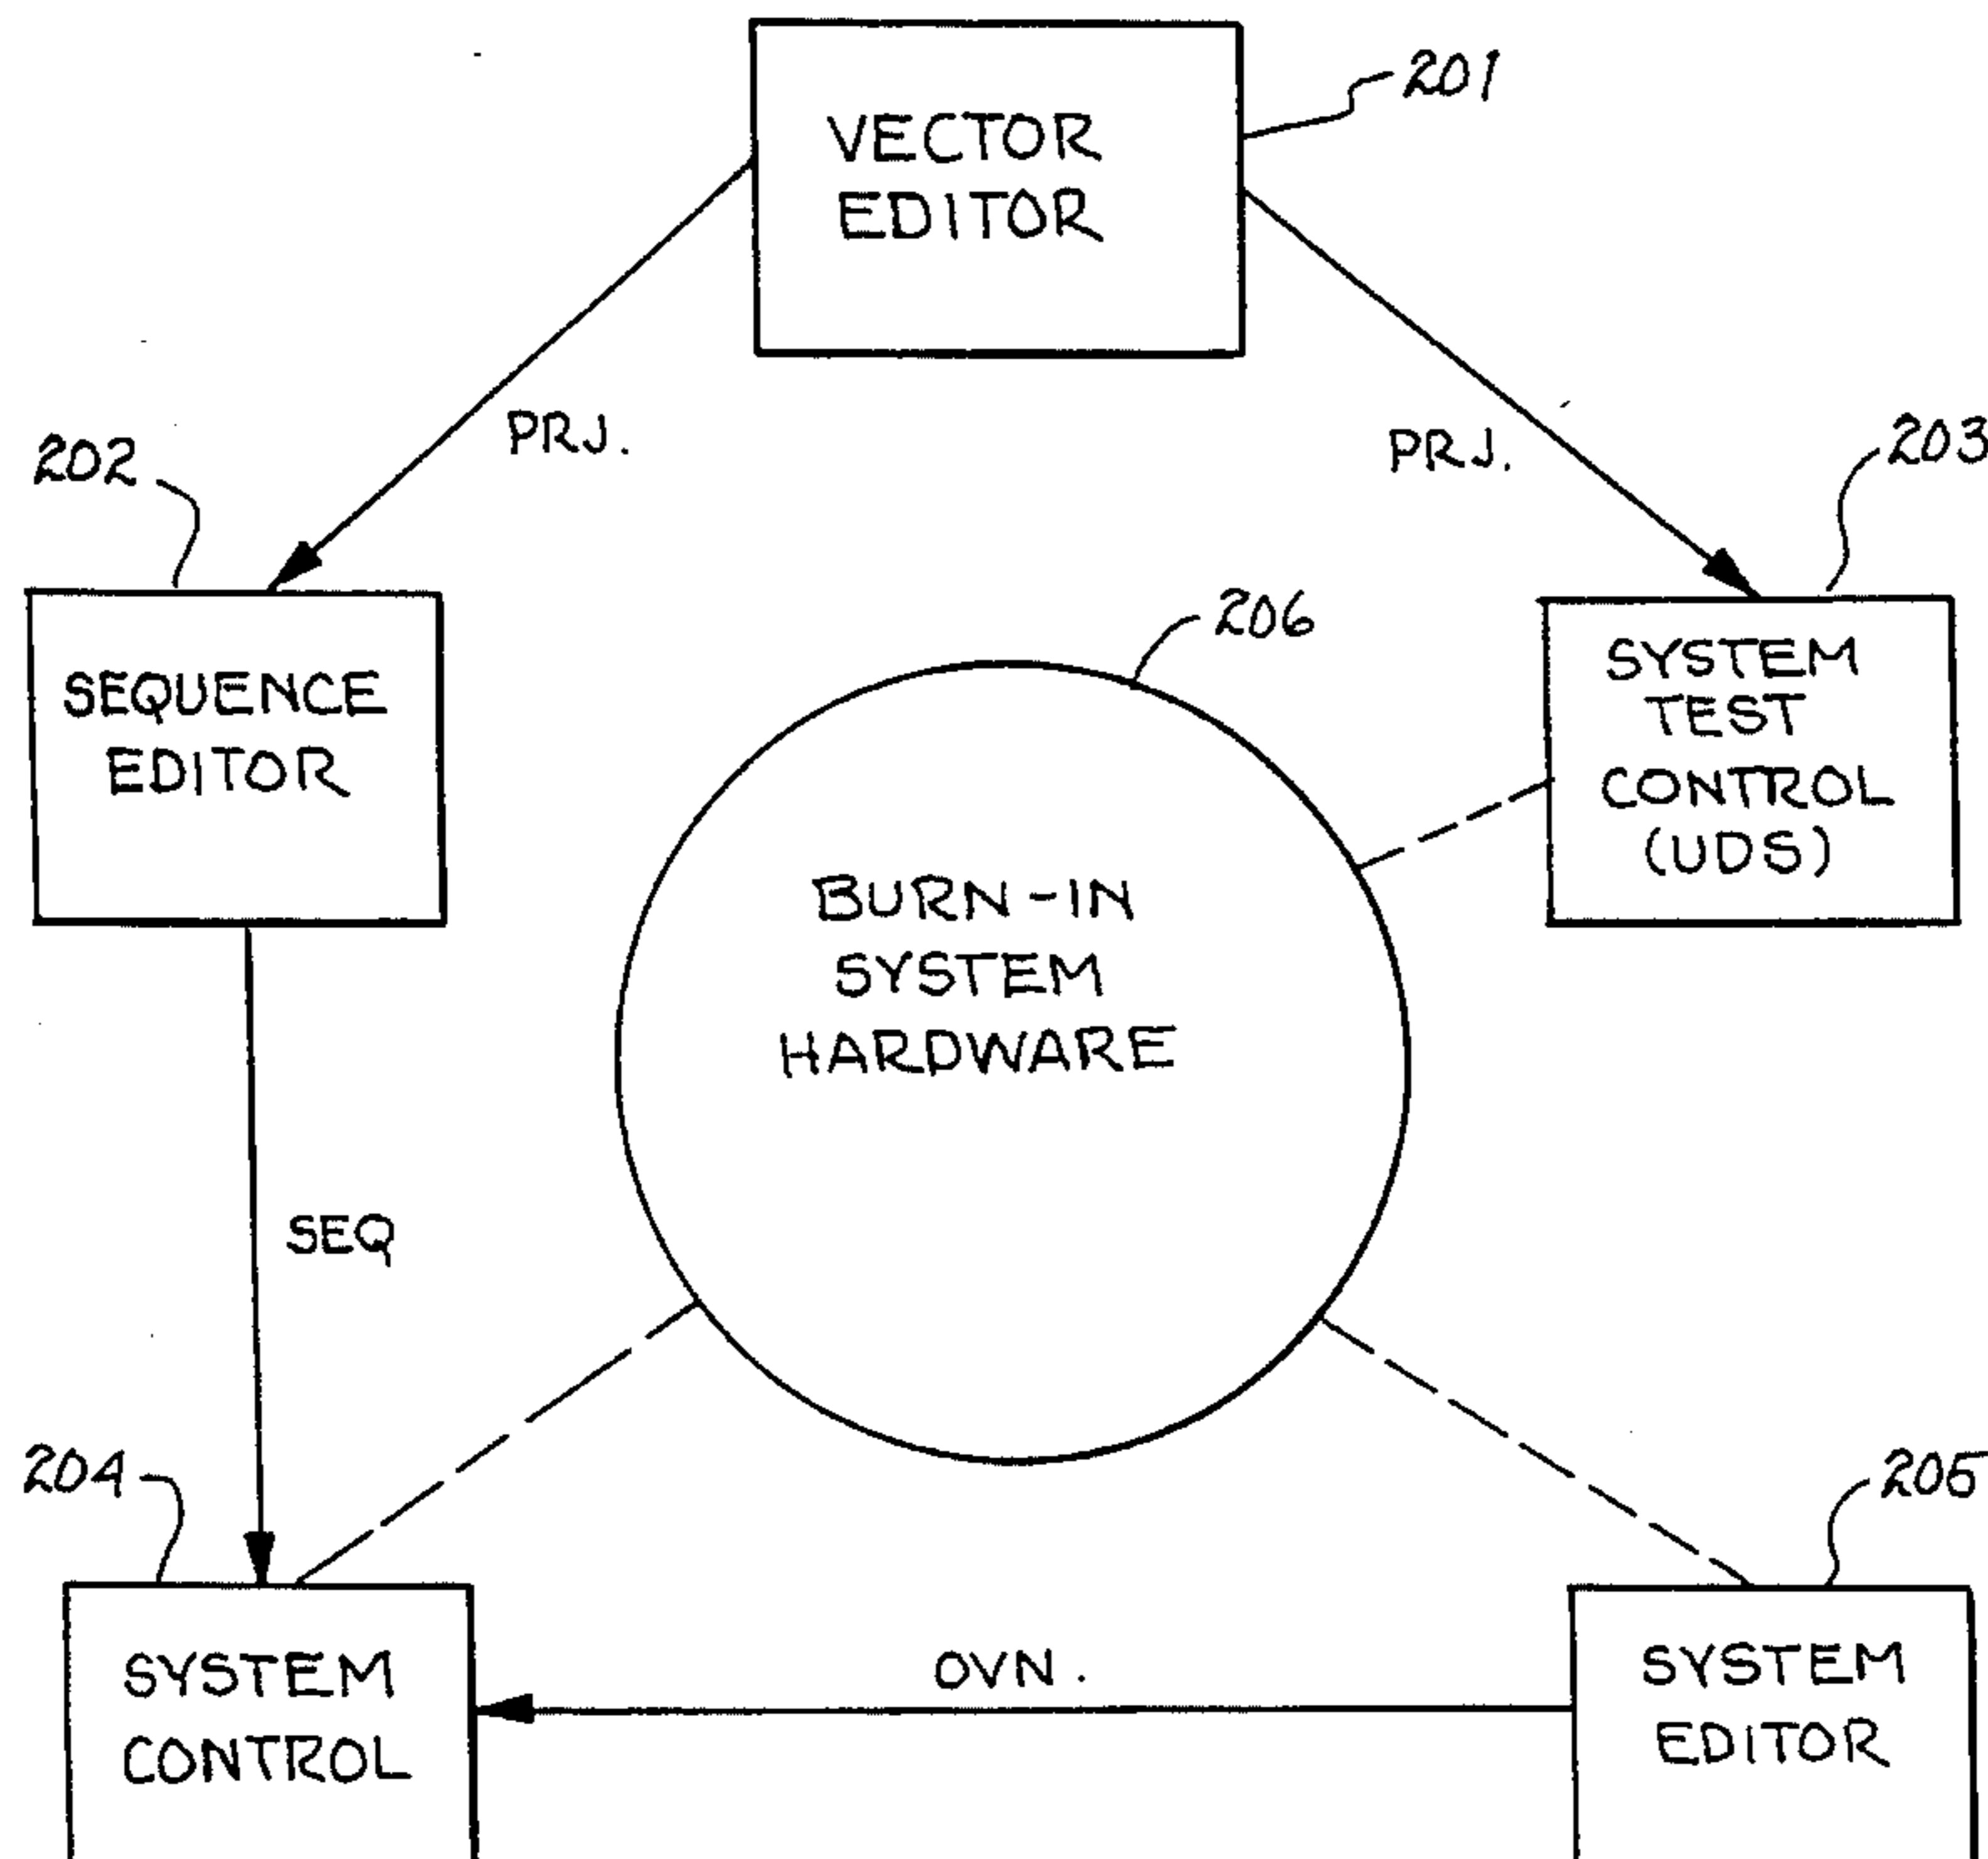 201
VECTOR
EDITOR
PRJ.
PRJ.
202
203
206
SEQUENCE
EDITOR
SYSTEM
TEST
CONTROL
(UDS)
BURN-IN
SYSTEM
HARDWARE
SEQ
204
205
SYSTEM
CONTROL
OVN.
SYSTEM
EDITOR